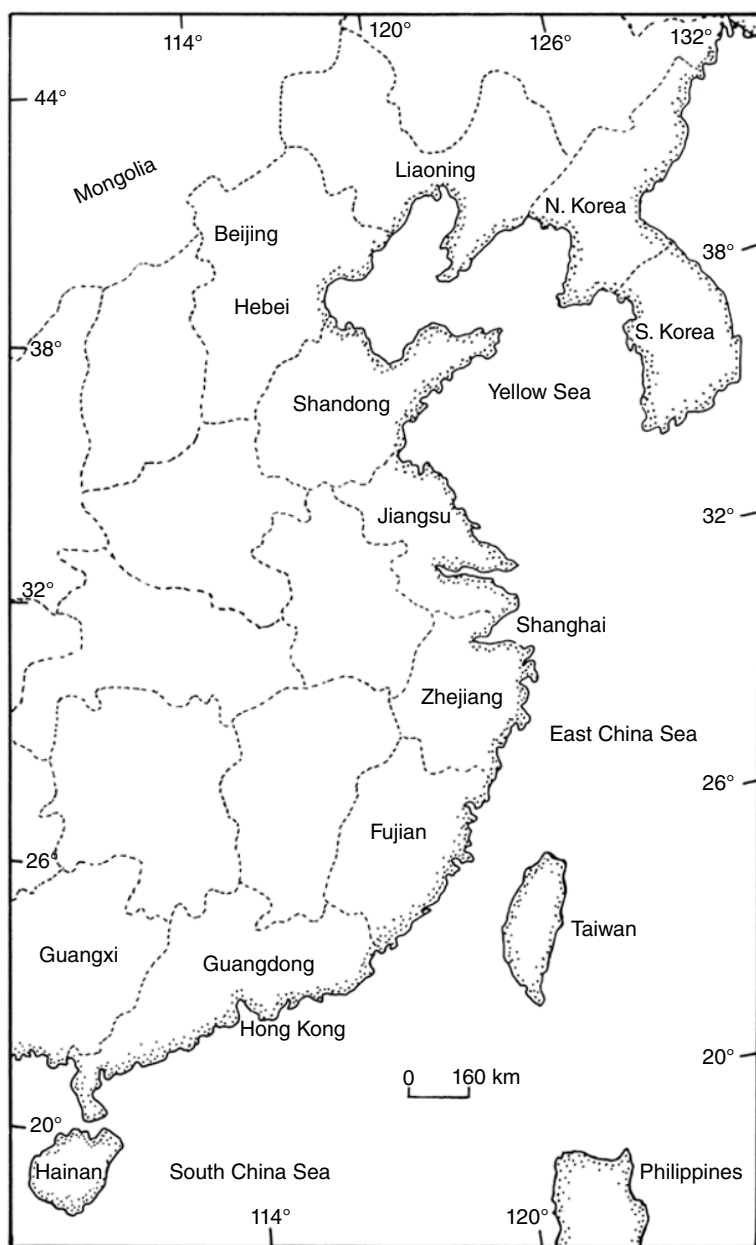 114°
120°
126°
132°
44°
Mongolia
Liaoning
N. Korea
Beijing
38°
Hebei
S. Korea
38°
Yellow Sea
Shandong
Jiangsu
32°
32°
Shanghai
Zhejiang
East China Sea
26°
Fujian
26°
Taiwan
Guangxi
Guangdong
Hong Kong
20°
0 160 km
20°
Hainan
South China Sea
Philippines
114°
120°